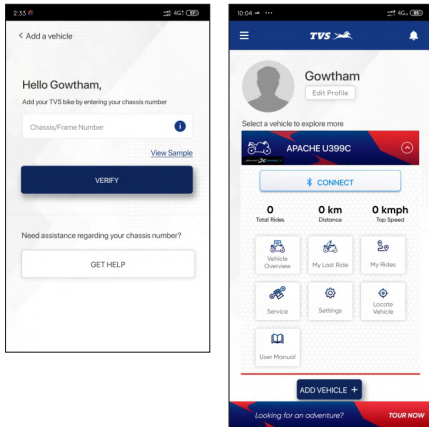 2:33
4G+
< Add a vehicle
Hello Gowtham,
Add your TVS bike by entering your chassis number
Chassis/Frame Number
i
View Sample
VERIFY
Need assistance regarding your chassis number?
GET HELP
10:04
4G+
TVS
Gowtham
Edit Profile
Select a vehicle to explore more
APACHE U399C
CONNECT
0 0 km 0 kmph
Total Rides Distance Top Speed
Vehicle
Overview
My Last Ride
My Rides
Service
Settings
Locate
Vehicle
User Manual
ADD VEHICLE +
Looking for an adventure? TOUR NOW